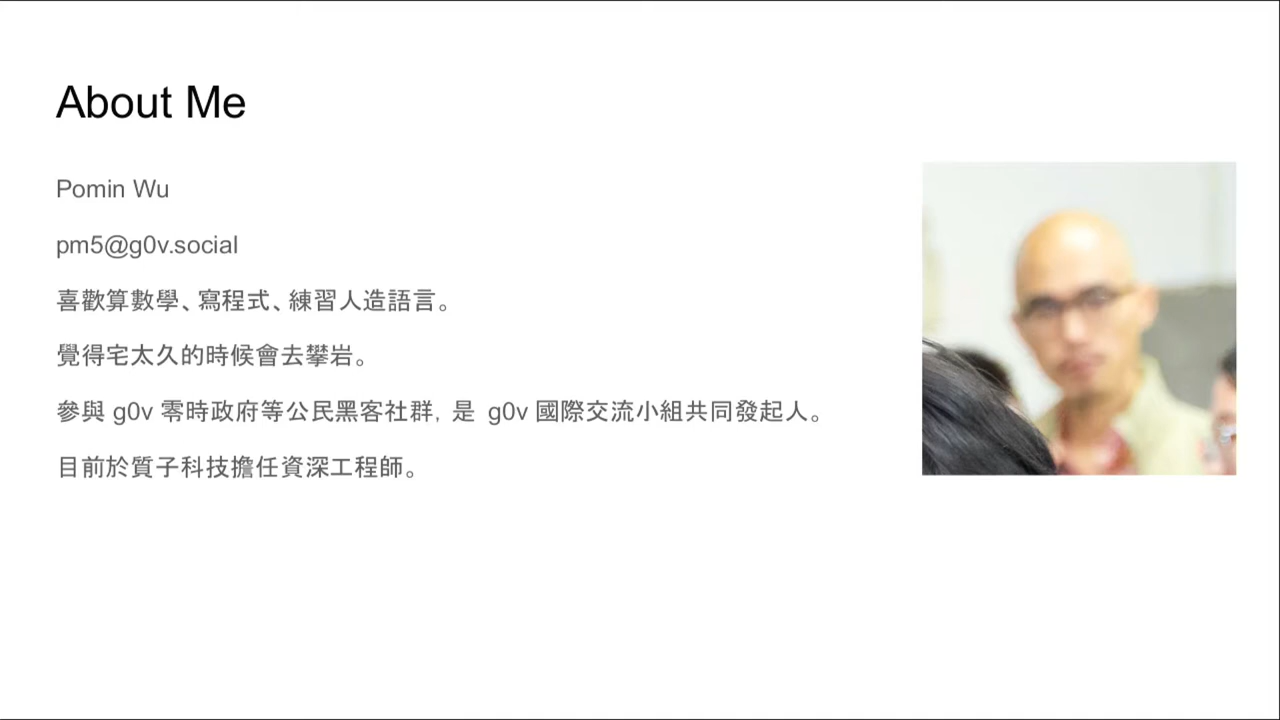 About Me
Pomin Wu
pm5@g0v.social
喜歡算數學、寫程式、練習人造語言。
覺得宅太久的時候會去攀岩。
參與 g0v 零時政府等公民黑客社群, 是 g0v 國際交流小組共同發起人。
目前於質子科技擔任資深工程師。